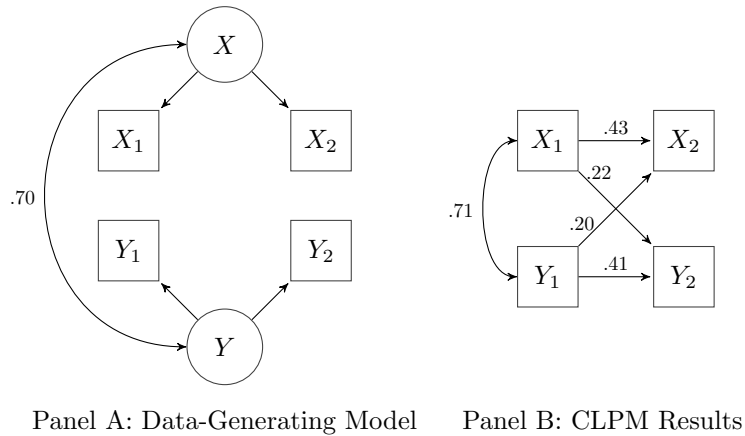 X
X1
X2
.70
Y1
Y2
Y
Panel A: Data-Generating Model
X1
.43
X2
.22
.71
.20
Y1
.41
Y2
Panel B: CLPM Results